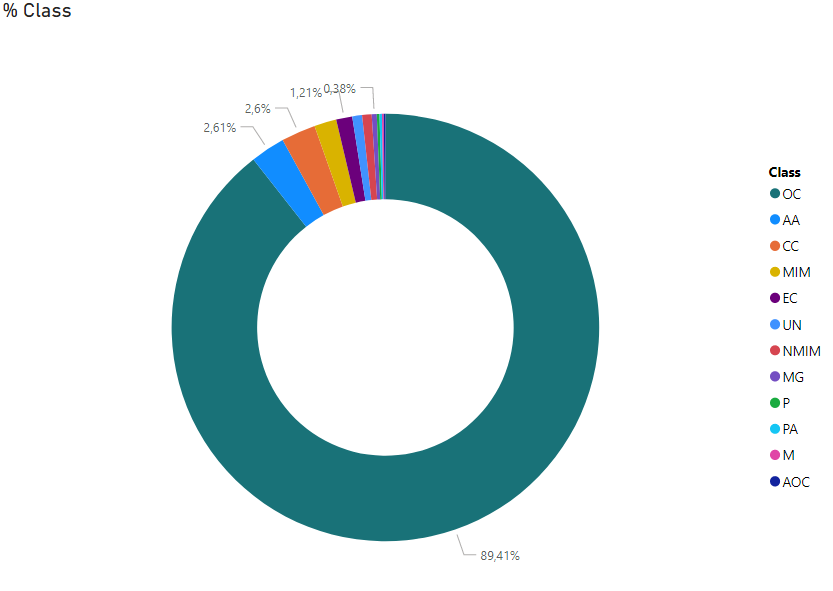 % Class
1,21%
0,38%
2,6%
2,61%
Class
OC
AA
CC
MIM
EC
UN
NMIM
MG
P
PA
M
AOC
89,41%